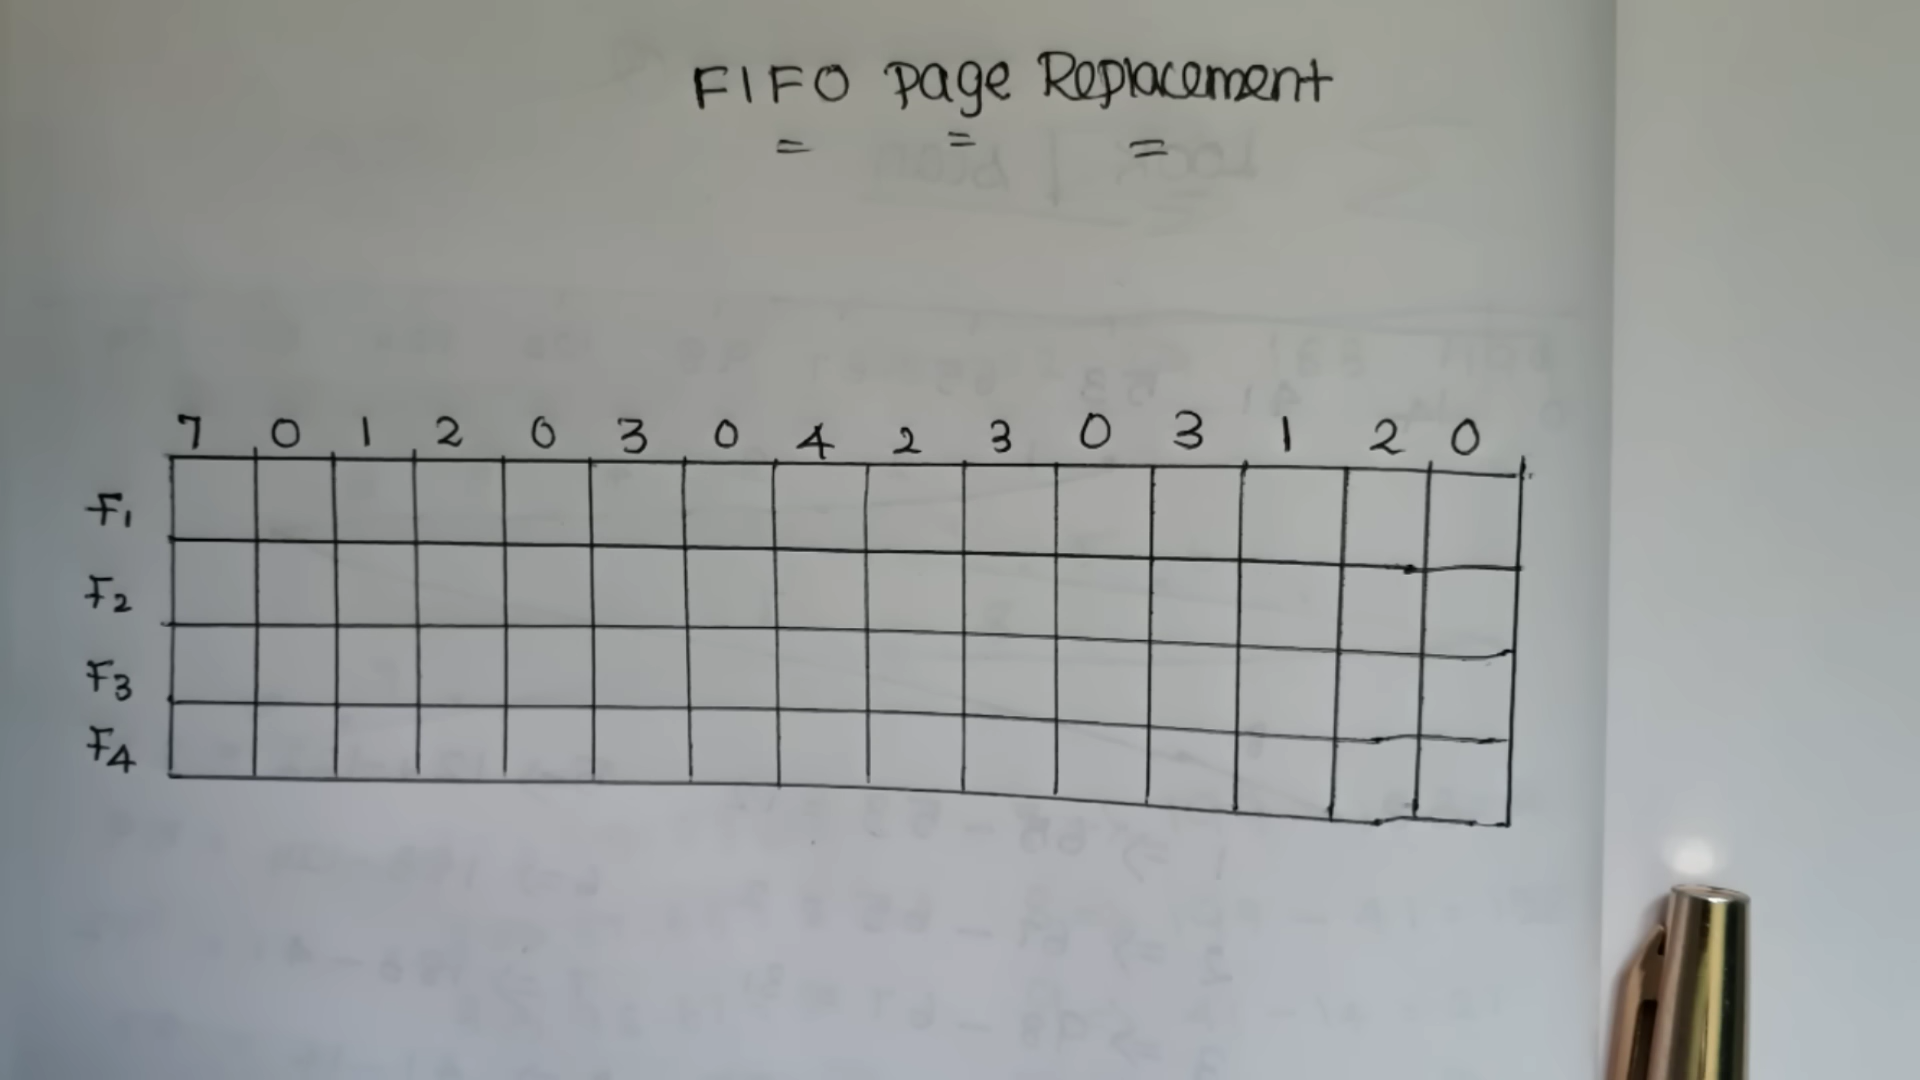 FIFO Page Replacement
= = =
7 0 1 2 0 3 0 4 2 3 0 3 1 2 0
F1
F2
F3
F4